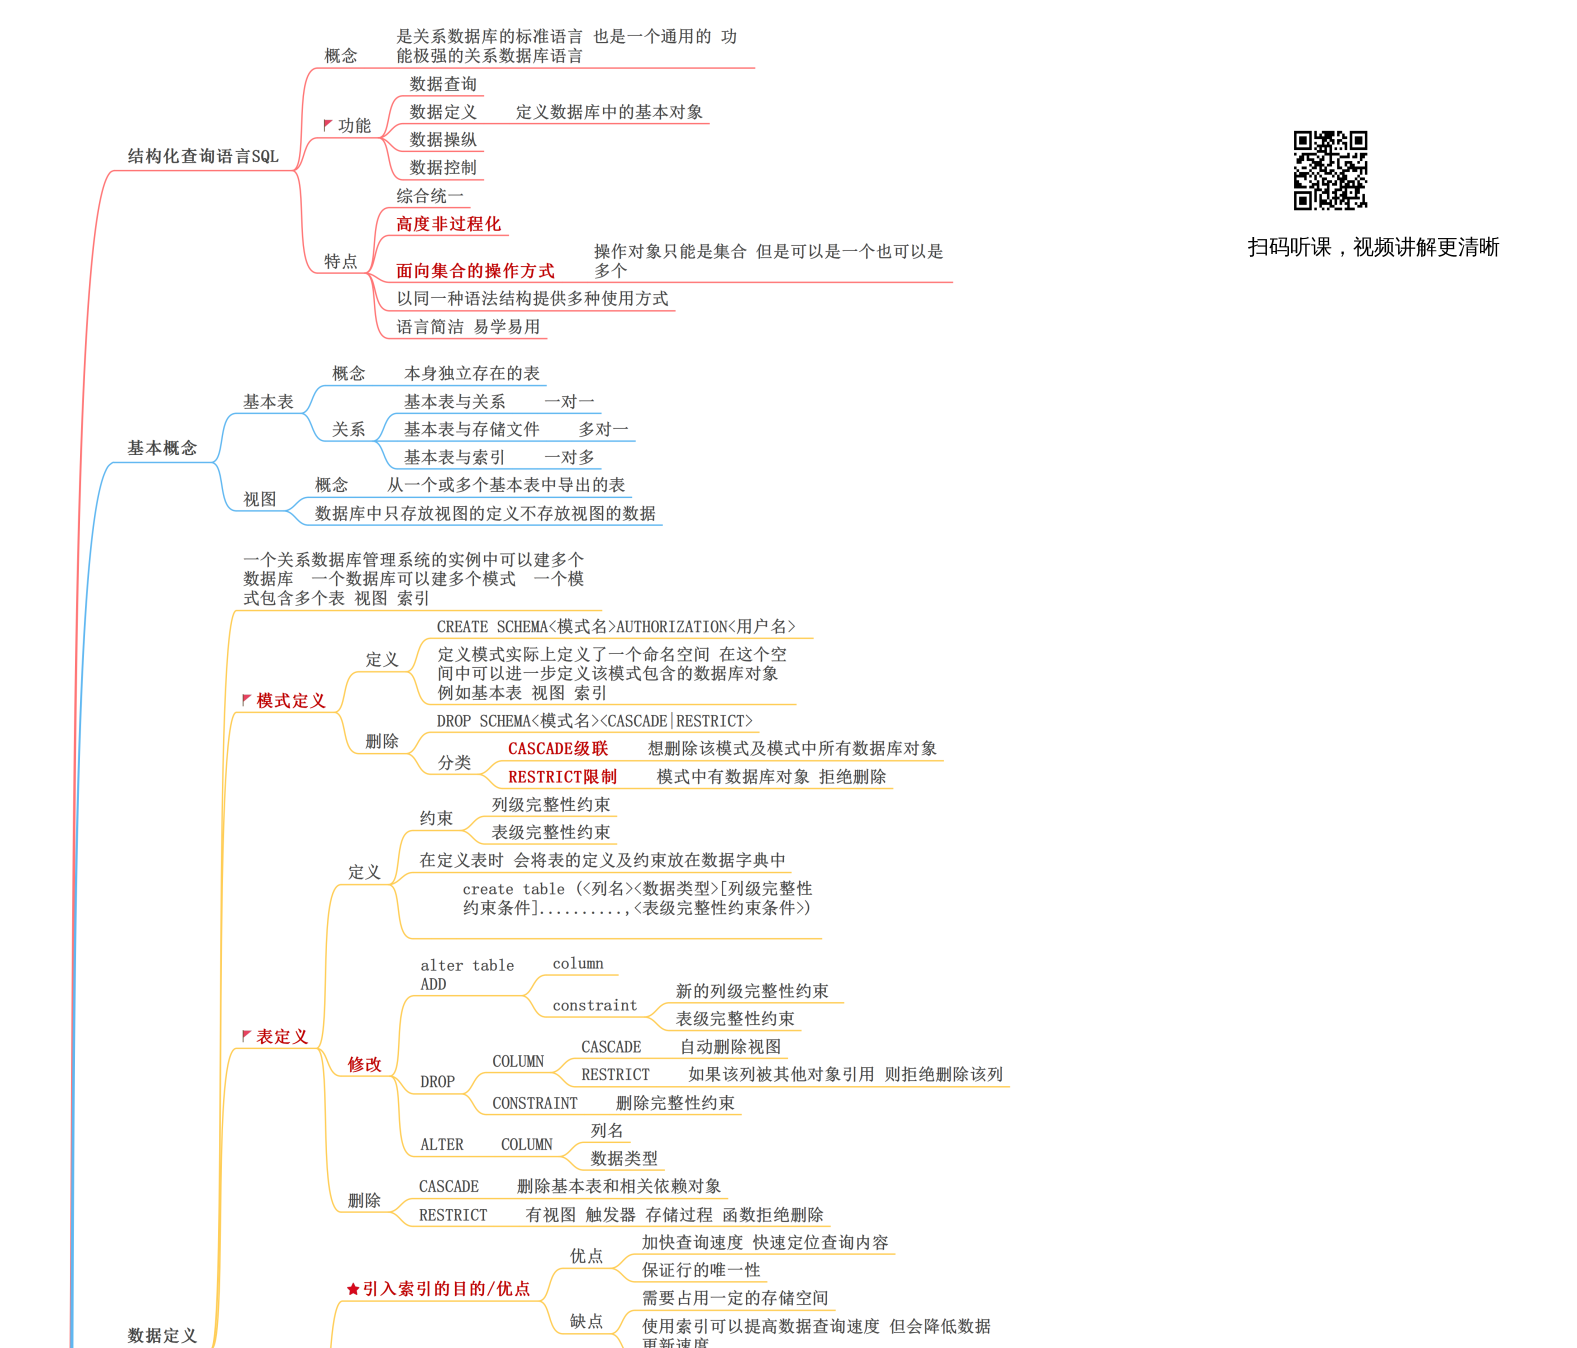 是关系数据库的标准语言 也是一个通用的 功
能极强的关系数据库语言
概念
数据查询
数据定义 定义数据库中的基本对象
功能
数据操纵
数据控制
结构化查询语言SQL
综合统一
高度非过程化
特点
操作对象只能是集合 但是可以是一个也可以是
多个
面向集合的操作方式
以同一种语法结构提供多种使用方式
语言简洁 易学易用
扫码听课，视频讲解更清晰
概念 本身独立存在的表
基本表
基本表与关系 一对一
关系 基本表与存储文件 多对一
基本表与索引 一对多
基本概念
概念 从一个或多个基本表中导出的表
视图
数据库中只存放视图的定义不存放视图的数据
一个关系数据库管理系统的实例中可以建多个
数据库 一个数据库可以建多个模式 一个模
式包含多个表 视图 索引
CREATE SCHEMA<模式名>AUTHORIZATION<用户名>
定义
定义模式实际上定义了一个命名空间 在这个空
间中可以进一步定义该模式包含的数据库对象
例如基本表 视图 索引
模式定义
DROP SCHEMA<模式名><CASCADE|RESTRICT>
删除
CASCADE级联 想删除该模式及模式中所有数据库对象
分类
RESTRICT限制 模式中有数据库对象 拒绝删除
列级完整性约束
约束
表级完整性约束
在定义表时 会将表的定义及约束放在数据字典中
定义
create table (<列名><数据类型>[列级完整性
约束条件]..........,<表级完整性约束条件>)
alter table
ADD
column
constraint
新的列级完整性约束
表级完整性约束
表定义
修改
COLUMN
CASCADE 自动删除视图
RESTRICT 如果该列被其他对象引用 则拒绝删除该列
DROP
CONSTRAINT 删除完整性约束
列名
ALTER COLUMN
数据类型
CASCADE 删除基本表和相关依赖对象
删除
RESTRICT 有视图 触发器 存储过程 函数拒绝删除
加快查询速度 快速定位查询内容
优点
保证行的唯一性
引入索引的目的/优点
需要占用一定的存储空间
缺点
使用索引可以提高数据查询速度 但会降低数据
更新速度
数据定义